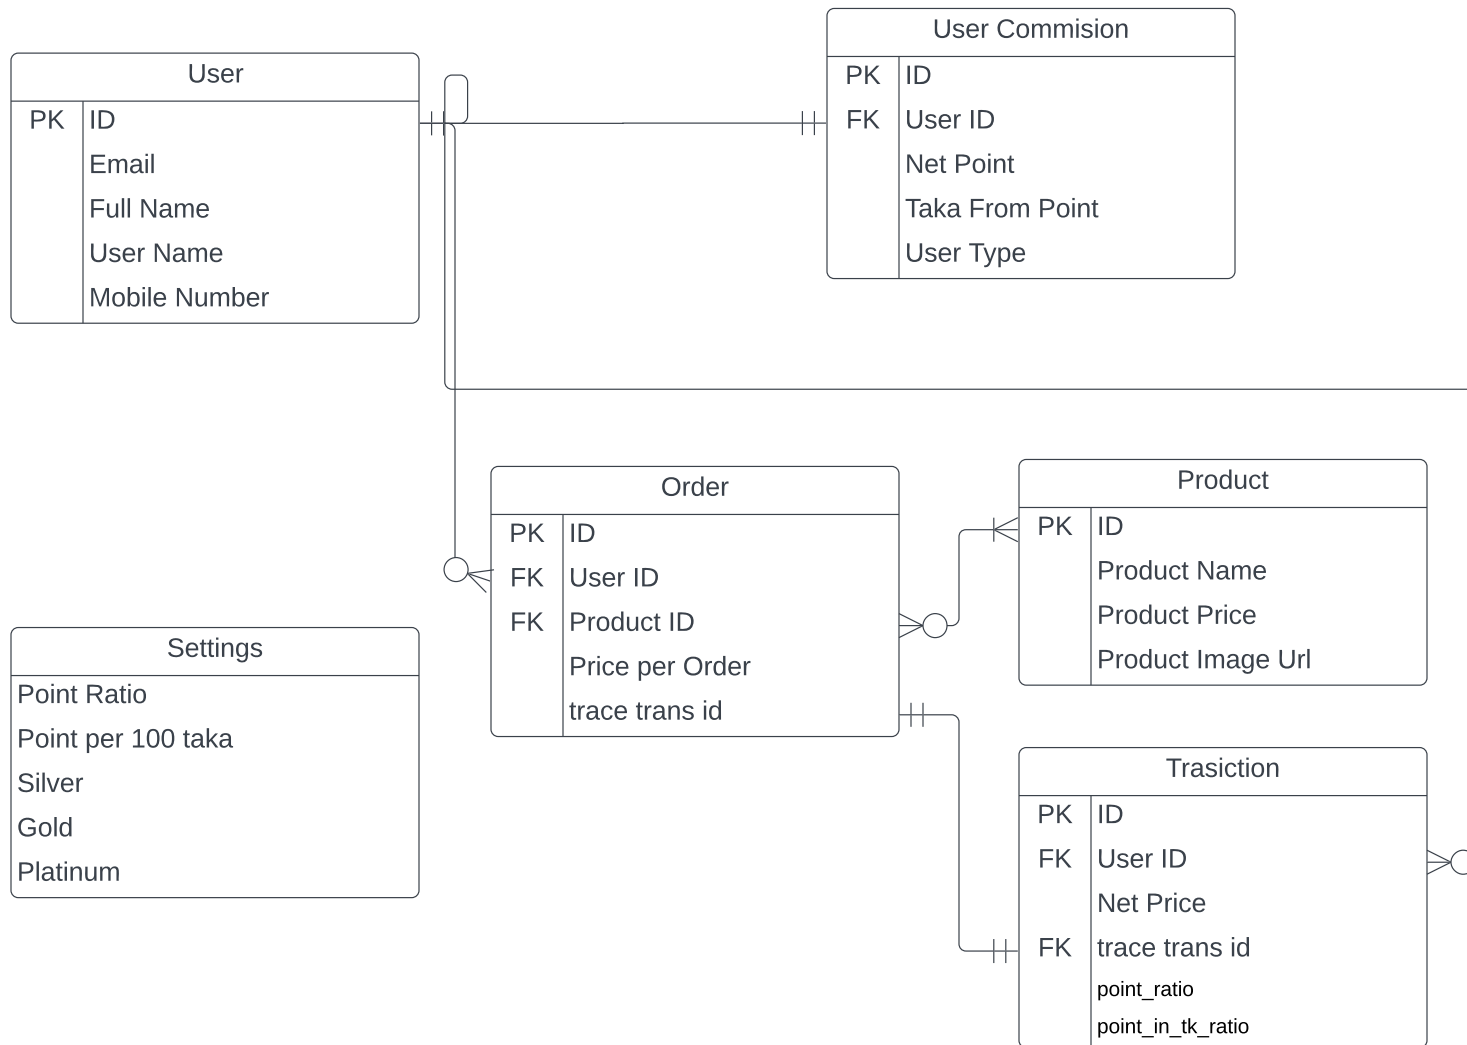 User
PK ID
Email
Full Name
User Name
Mobile Number
User Commision
PK ID
FK User ID
Net Point
Taka From Point
User Type
Order
PK ID
FK User ID
FK Product ID
Price per Order
trace trans id
Product
PK ID
Product Name
Product Price
Product Image Url
Settings
Point Ratio
Point per 100 taka
Silver
Gold
Platinum
Trasiction
PK ID
FK User ID
Net Price
FK trace trans id
point_ratio
point_in_tk_ratio